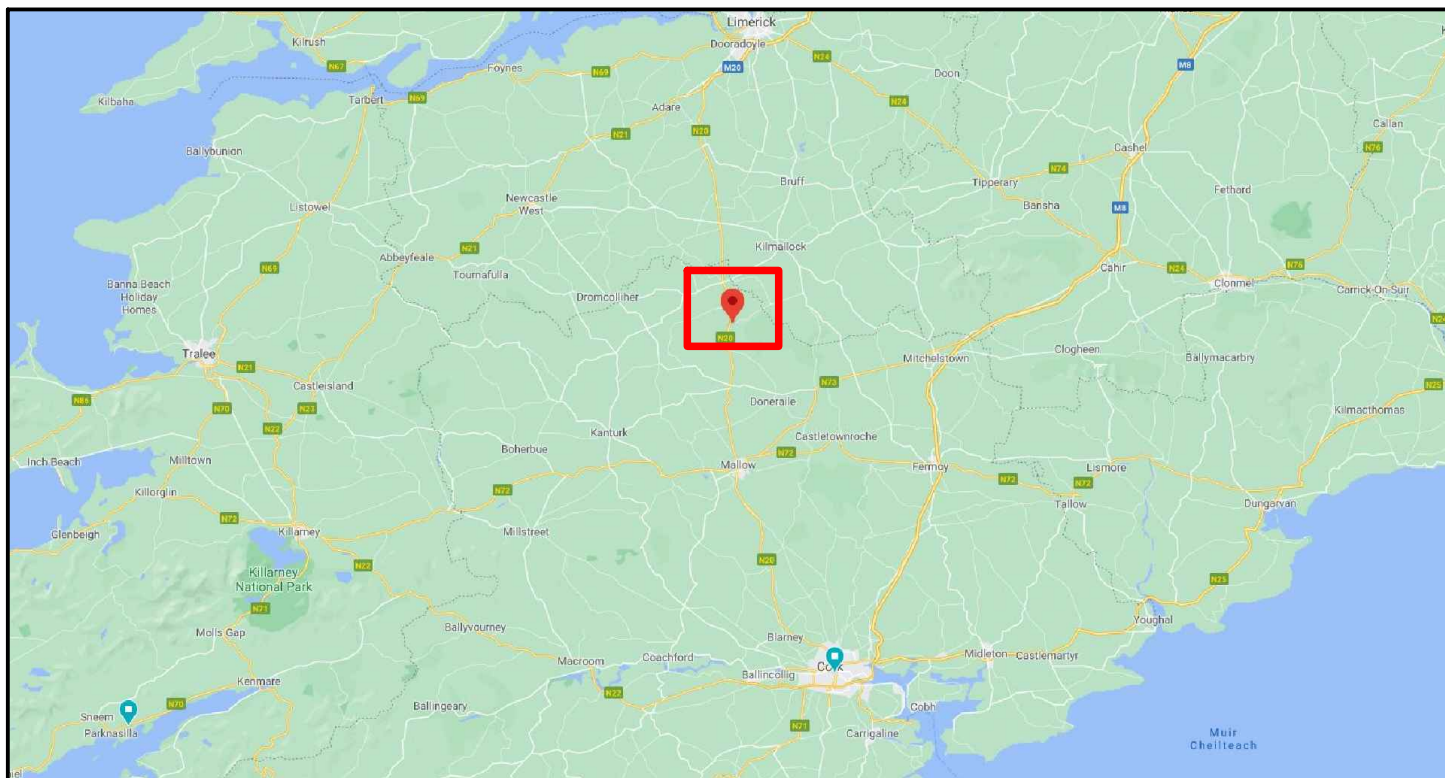 Limerick
Kilrush
Dooradoyle
N67
N69
N24
Foynes
M20
M8
Doon
Kilbaha
Tarbert
N69
Adare
N24
N21
N20
Callan
Ballybunion
Cashel
N76
Bruff
Tipperary
N74
Newcastle
West
Fethard
Listowel
Bansha
M8
N21
Kilmallock
Abbeyfeale
N69
Tournafulla
Cahir
N24
N76
Banna Beach
Holiday
Homes
Dromcolliher
Clonmel
Carrick-On-Suir
N24
N20
Tralee
Clogheen
Mitchelstown
Ballymacarbry
N21
Castleisland
N73
N25
N86
Doneraile
N70
N23
Kilmacthomas
N22
Kanturk
Castletownroche
Boherbue
N72
Inch Beach
Milltown
Mallow
Fermoy
Lismore
N72
N72
N72
Killorglin
Dungarvan
Tallow
N72
Glenbeigh
Killarney
Millstreet
N20
N22
Killarney
National Park
N25
N71
Youghal
Molls Gap
Ballyvourney
Blarney
Macroom
Coachford
Midleton
Castlemartyr
Cork
Ballincollig
Kenmare
N22
N70
Ballingeary
Cobh
Sneem
Parknasilla
N71
Carrigaline
Muir
Cheilteach